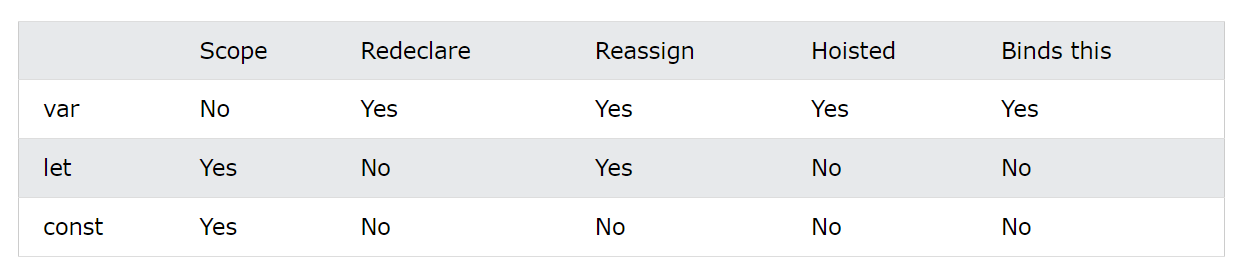 Scope Redeclare Reassign Hoisted Binds this
var No Yes Yes Yes Yes
let Yes No Yes No No
const Yes No No No No